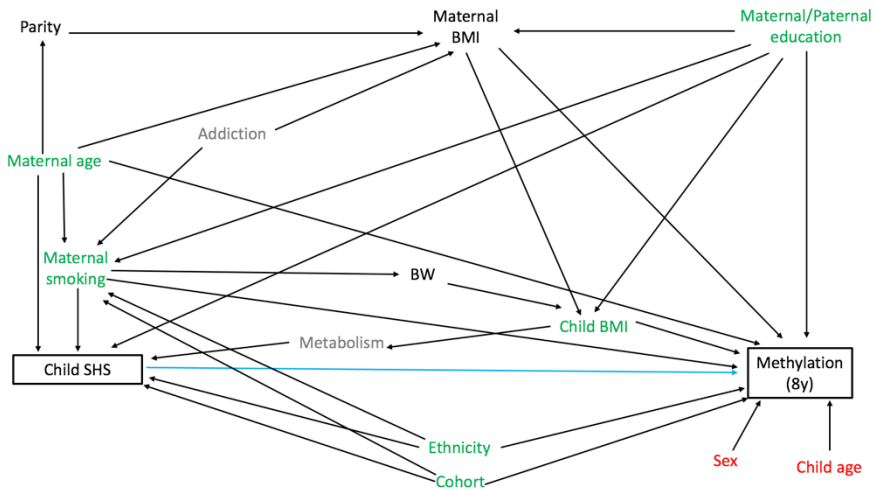 Parity
Maternal
BMI
Maternal/Paternal
education
Addiction
Maternal age
Maternal
smoking
BW
Child BMI
Metabolism
Child SHS
Methylation
(8y)
Ethnicity
Cohort
Sex
Child age